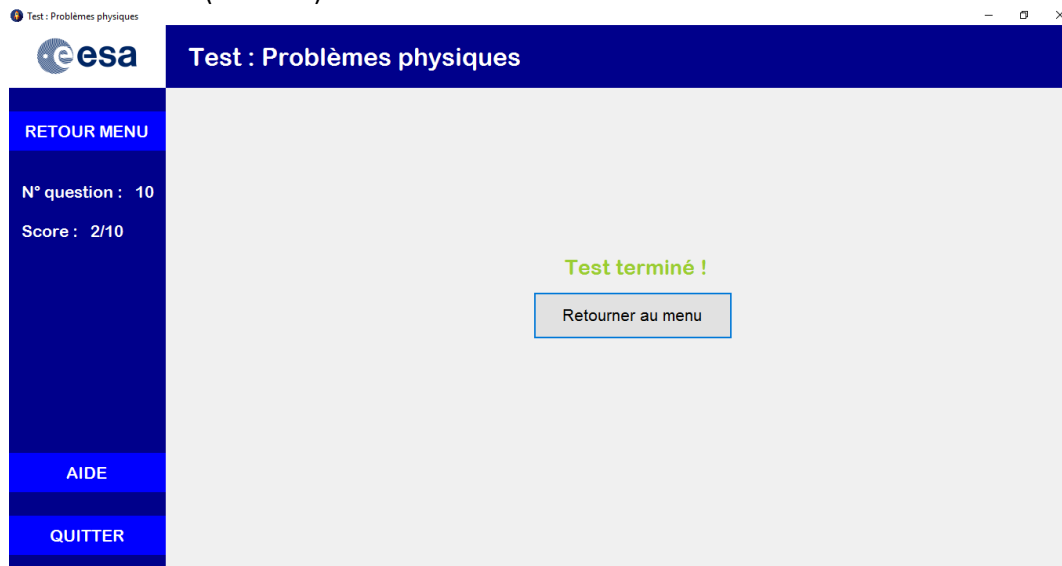 Test : Problèmes physiques
esa
Test : Problèmes physiques
RETOUR MENU
N° question : 10
Score : 2/10
Test terminé !
Retourner au menu
AIDE
QUITTER